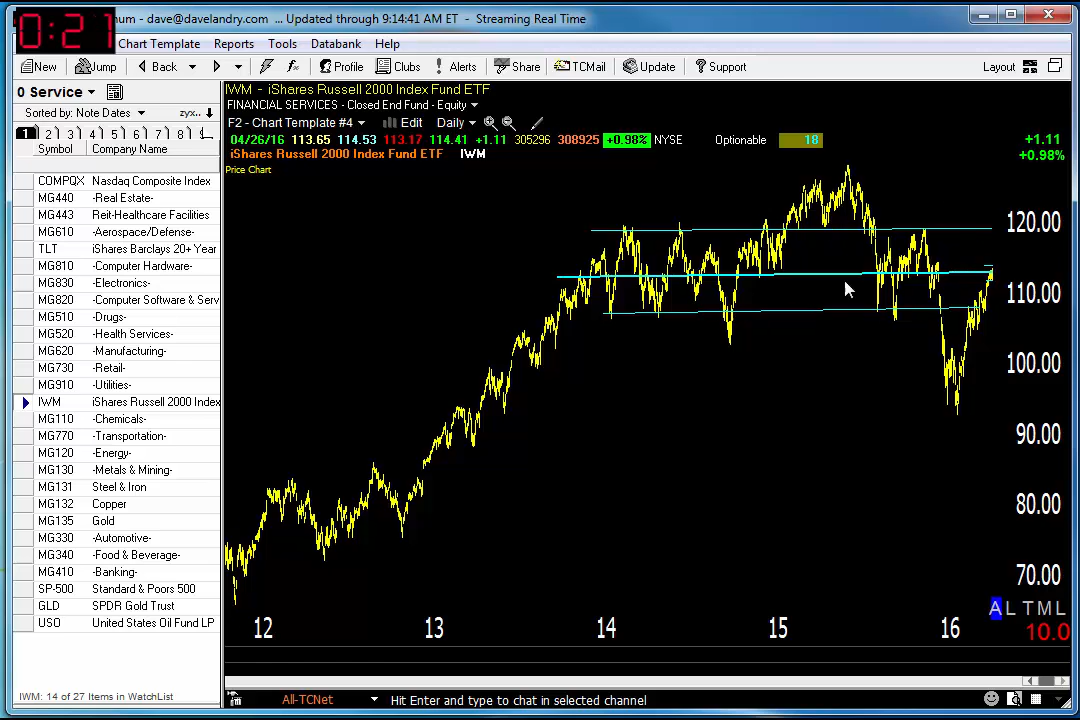 0:21
num - dave@davelandry.com ... Updated through 9:14:41 AM ET - Streaming Real Time
Chart Template Reports Tools Database Help
New Jump Back Profile Clubs Alerts Share TCMail Update Support Layout
0 Service
Sorted by: Note Dates zyx..
1 2 3 4 5 6 7 8
Symbol Company Name
COMPQX Nasdaq Composite Index
MG440 -Real Estate-
MG443 Reit-Healthcare Facilities
MG610 -Aerospace/Defense-
TLT iShares Barclays 20+ Year
MG810 -Computer Hardware-
MG830 -Electronics-
MG820 -Computer Software & Serv
MG510 -Drugs-
MG520 -Health Services-
MG620 -Manufacturing-
MG730 -Retail-
MG910 -Utilities-
IWM iShares Russell 2000 Index
MG110 -Chemicals-
MG770 -Transportation-
MG120 -Energy-
MG130 -Metals & Mining-
MG131 Steel & Iron
MG132 Copper
MG135 Gold
MG330 -Automotive-
MG340 -Food & Beverage-
MG410 -Banking-
SP-500 Standard & Poors 500
GLD SPDR Gold Trust
USO United States Oil Fund LP
IWM: 14 of 27 Items in WatchList
IWM - iShares Russell 2000 Index Fund ETF
FINANCIAL SERVICES - Closed End Fund - Equity
F2 - Chart Template #4 Edit Daily
04/26/16 113.65 114.53 113.17 114.41 +1.11 305296 308925 +0.98% NYSE Optionable 18 +1.11
iShares Russell 2000 Index Fund ETF IWM +0.98%
Price Chart
120.00
110.00
100.00
90.00
80.00
70.00
A L T M L
12 13 14 15 16 10.0
All-TCNet Hit Enter and type to chat in selected channel